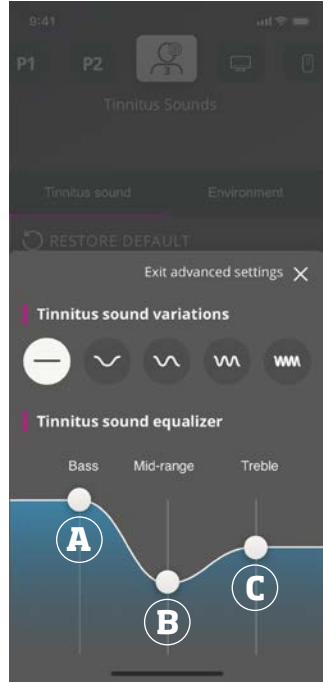 9:41
P1 P2 3
Tinnitus Sounds
Tinnitus sound Environment
RESTORE DEFAULT
Exit advanced settings
Tinnitus sound variations
Tinnitus sound equalizer
Bass Mid-range Treble
A
C
B